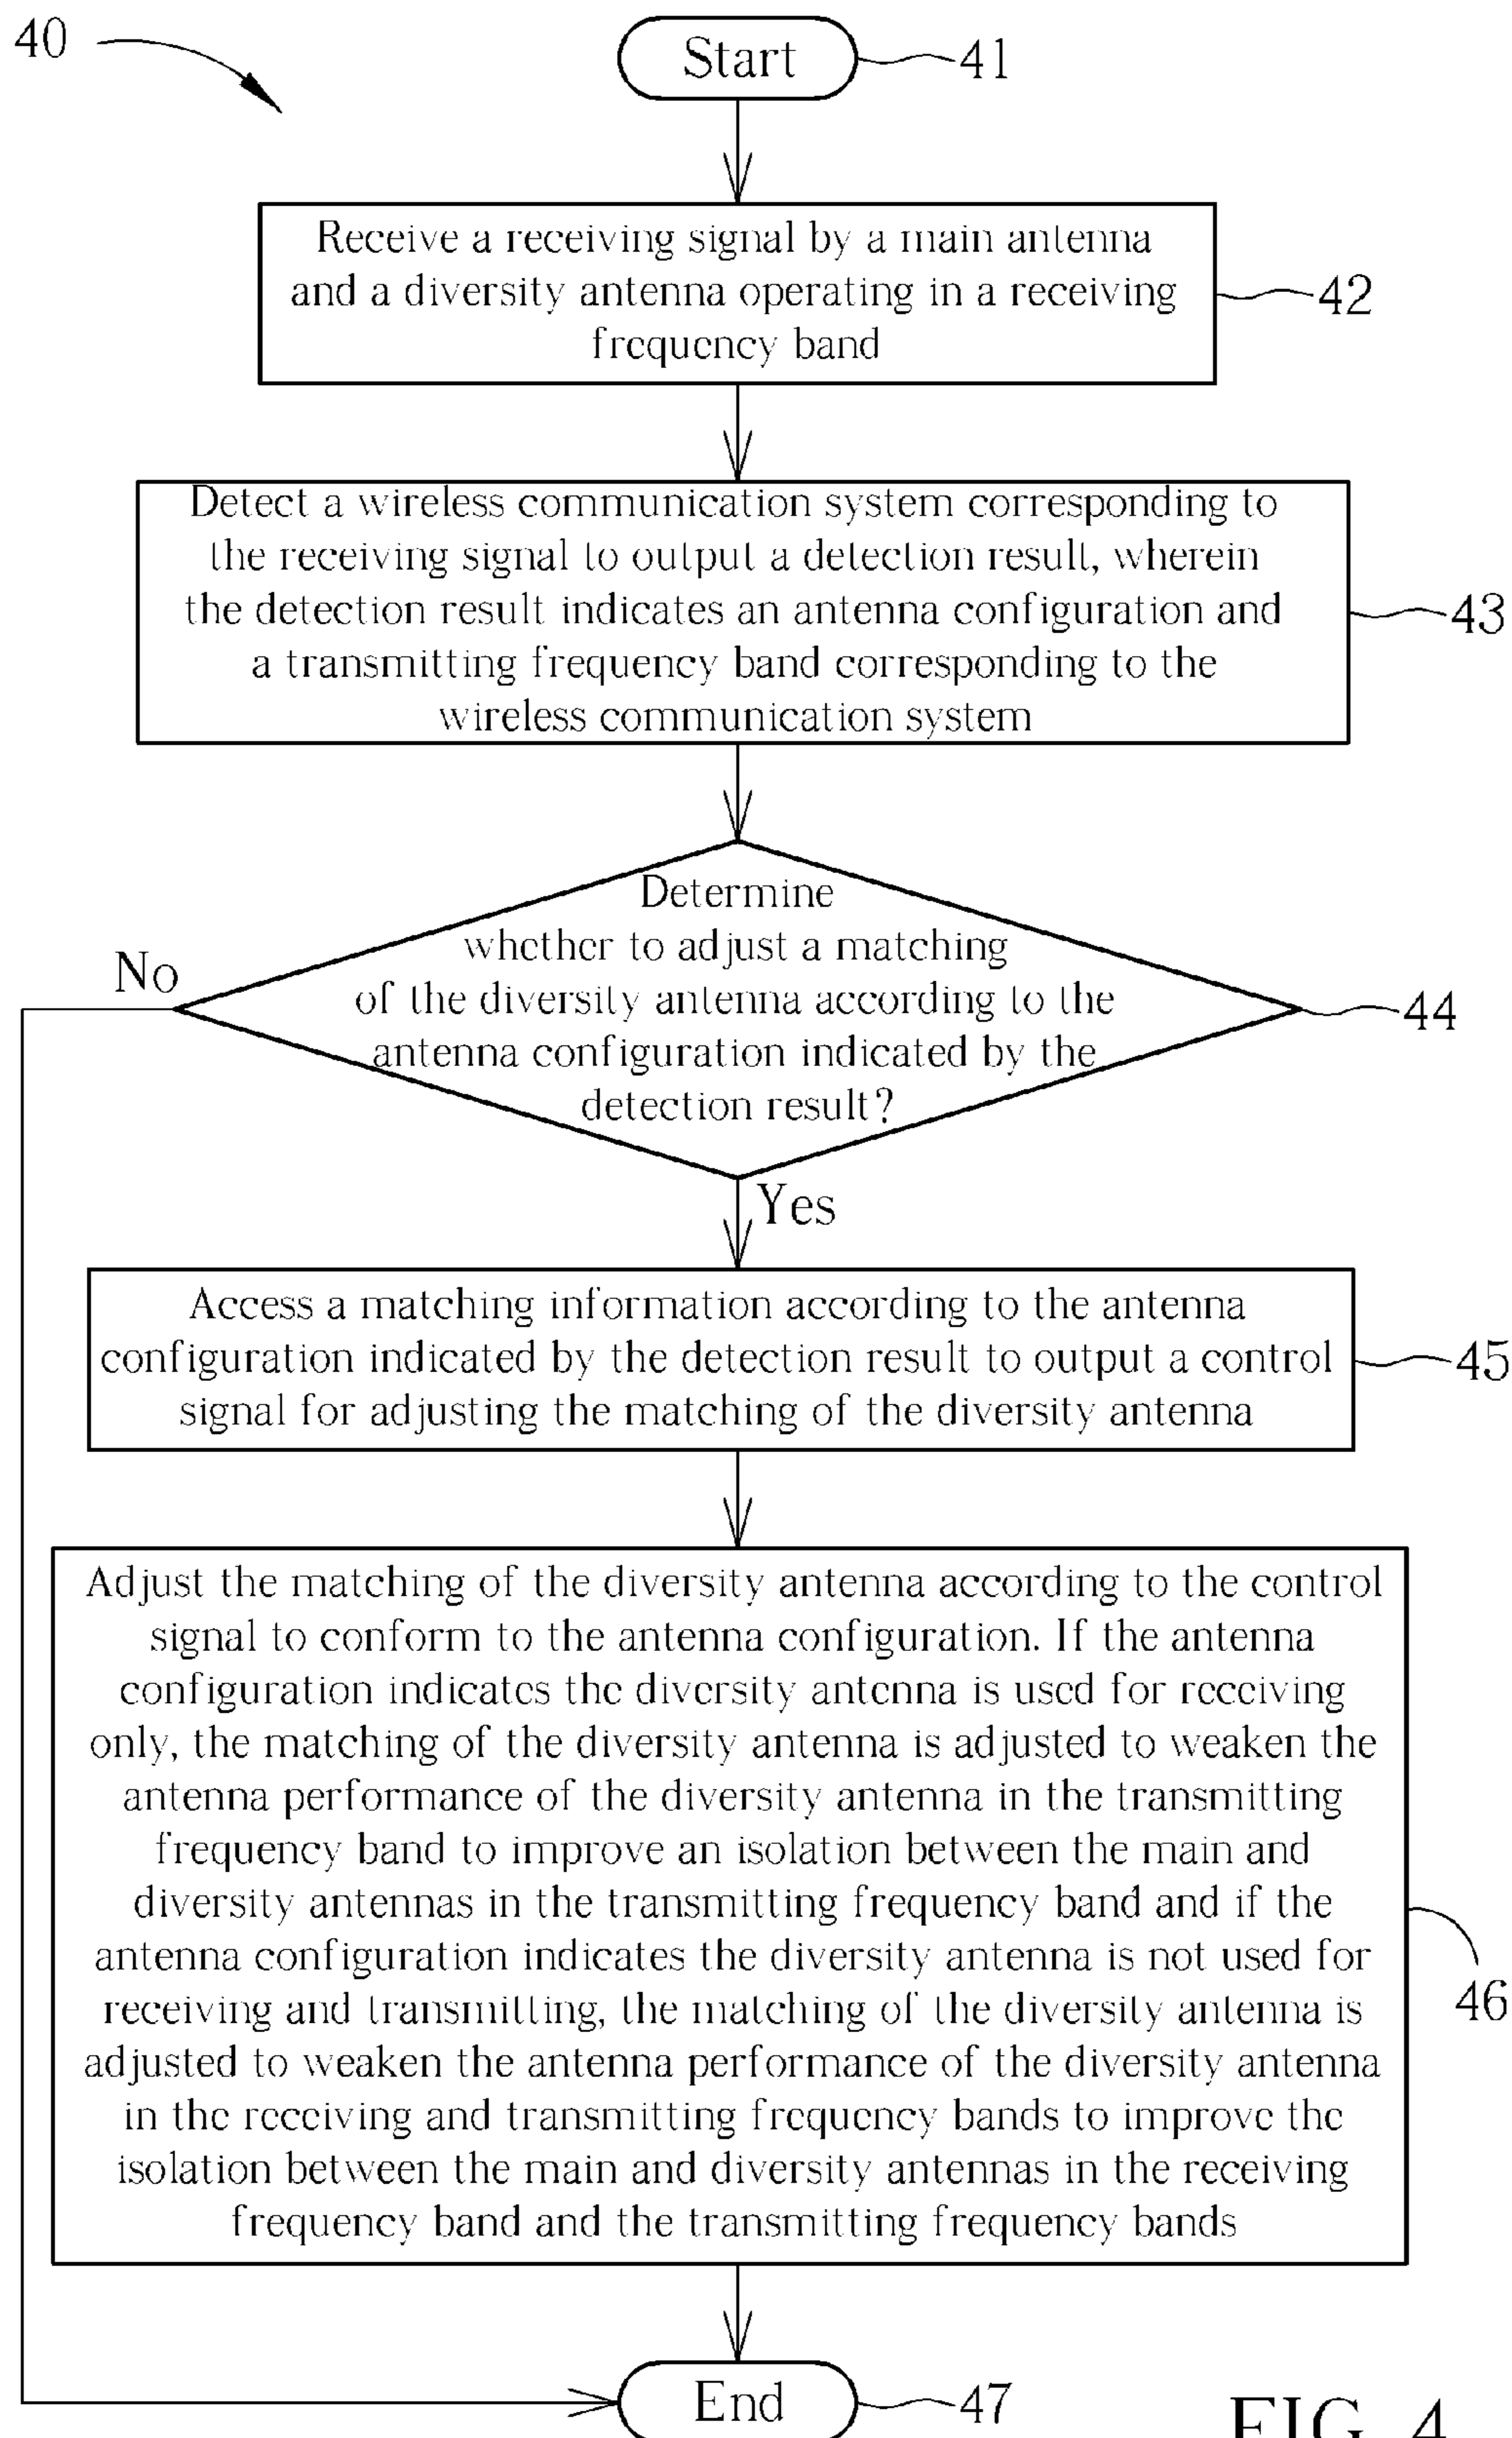 40
Start
41
Receive a receiving signal by a main antenna
and a diversity antenna operating in a receiving
frequency band
42
Detect a wireless communication system corresponding to
the receiving signal to output a detection result, wherein
the detection result indicates an antenna configuration and
a transmitting frequency band corresponding to the
wireless communication system
43
Determine
whether to adjust a matching
of the diversity antenna according to the
antenna configuration indicated by the
detection result?
44
No
Yes
Access a matching information according to the antenna
configuration indicated by the detection result to output a control
signal for adjusting the matching of the diversity antenna
45
Adjust the matching of the diversity antenna according to the control
signal to conform to the antenna configuration. If the antenna
configuration indicates the diversity antenna is used for receiving
only, the matching of the diversity antenna is adjusted to weaken the
antenna performance of the diversity antenna in the transmitting
frequency band to improve an isolation between the main and
diversity antennas in the transmitting frequency band and if the
antenna configuration indicates the diversity antenna is not used for
receiving and transmitting, the matching of the diversity antenna is
adjusted to weaken the antenna performance of the diversity antenna
in the receiving and transmitting frequency bands to improve the
isolation between the main and diversity antennas in the receiving
frequency band and the transmitting frequency bands
46
End
47
FIG. 4